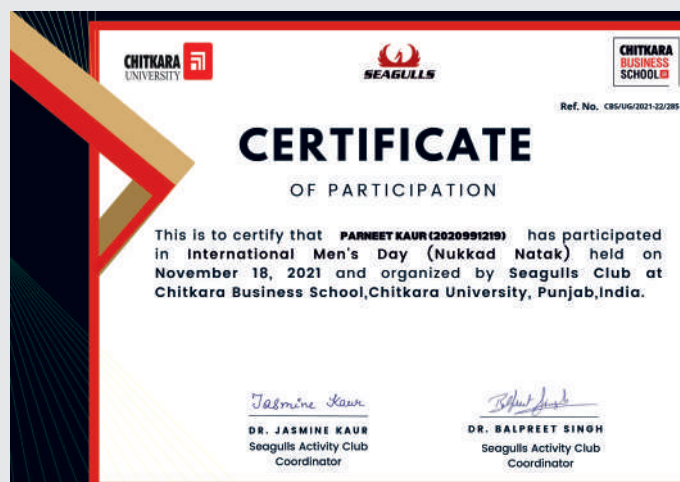 CHITKARA
UNIVERSITY
SEAGULLS
CHITKARA
BUSINESS
SCHOOL
Ref. No. CBS/UG/2021-22/285
CERTIFICATE
OF PARTICIPATION
This is to certify that PARNEET KAUR(2020991219) has participated
in International Men's Day (Nukkad Natak) held on
November 18, 2021 and organized by Seagulls Club at
Chitkara Business School,Chitkara University, Punjab,India.
Jasmine Kaur
DR. JASMINE KAUR
Seagulls Activity Club
Coordinator
DR. BALPREET SINGH
Seagulls Activity Club
Coordinator